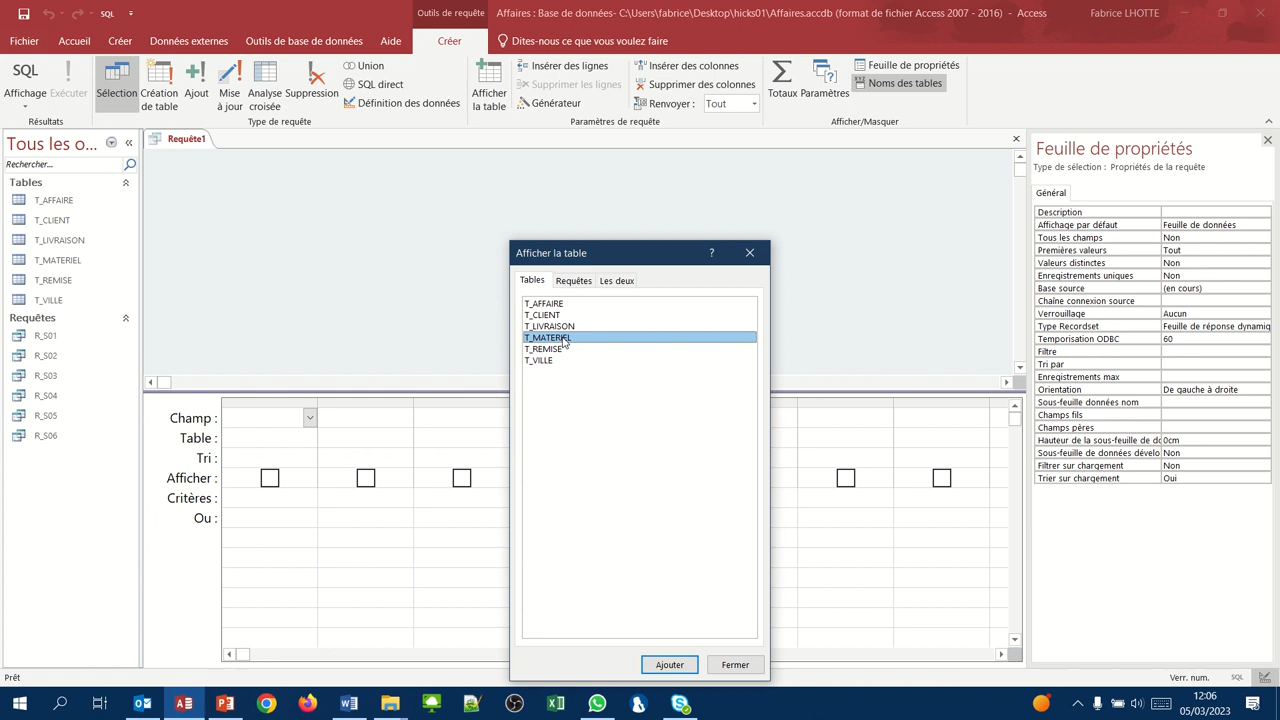 SQL
Outils de requête
Affaires : Base de données- C:\Users\fabrice\Desktop\hicks01\Affaires.accdb (format de fichier Access 2007 - 2016) - Access
Fabrice LHOTTE
Fichier
Accueil
Créer
Données externes
Outils de base de données
Aide
Créer
Dites-nous ce que vous voulez faire
SQL
Affichage
Exécuter
Résultats
Sélection
Création de table
Ajout
Mise à jour
Analyse croisée
Suppression
Union
SQL direct
Définition des données
Type de requête
Afficher la table
Insérer des lignes
Supprimer les lignes
Générateur
Insérer des colonnes
Supprimer des colonnes
Renvoyer : Tout
Paramètres de requête
Totaux
Paramètres
Feuille de propriétés
Noms des tables
Afficher/Masquer
Tous les o...
Rechercher...
Tables
T_AFFAIRE
T_CLIENT
T_LIVRAISON
T_MATERIEL
T_REMISE
T_VILLE
Requêtes
R_S01
R_S02
R_S03
R_S04
R_S05
R_S06
Requête1
Champ :
Table :
Tri :
Afficher :
Critères :
Ou :
Afficher la table
?
Tables
Requêtes
Les deux
T_AFFAIRE
T_CLIENT
T_LIVRAISON
T_MATERIEL
T_REMISE
T_VILLE
Ajouter
Fermer
Feuille de propriétés
Type de sélection : Propriétés de la requête
Général
Description
Affichage par défaut Feuille de données
Tous les champs Non
Premières valeurs Tout
Valeurs distinctes Non
Enregistrements uniques Non
Base source (en cours)
Chaîne connexion source
Verrouillage Aucun
Type Recordset Feuille de réponse dynamiq
Temporisation ODBC 60
Filtre
Tri par
Enregistrements max
Orientation De gauche à droite
Sous-feuille données nom
Champs fils
Champs pères
Hauteur de la sous-feuille de do 0cm
Sous-feuille de données dévelo Non
Filtrer sur chargement Non
Trier sur chargement Oui
Prêt
Verr. num.
SQL
12:06
05/03/2023